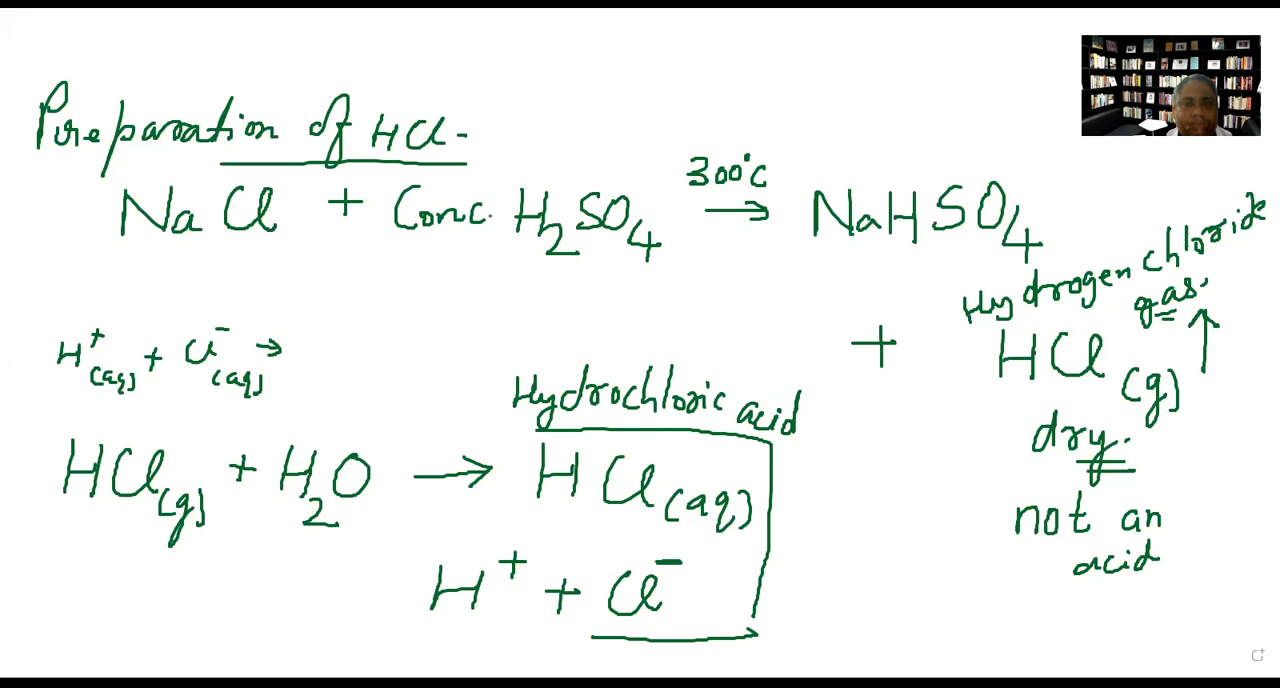 Preparation of HCl -
NaCl + Conc. H₂SO₄ → 300°C NaHSO₄
+ HCl (g) ↑
Hydrogen chloride
gas.
dry.
not an
acid
H⁺(aq) + Cl⁻(aq) →
Hydrochloric acid
HCl(g) + H₂O → HCl(aq)
H⁺ + Cl⁻